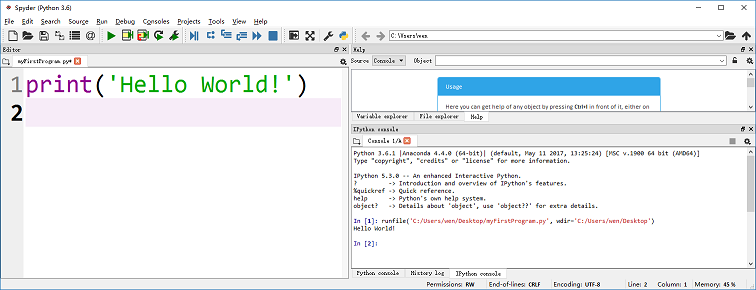 Spyder (Python 3.6)
File Edit Search Source Run Debug Consoles Projects Tools View Help
C:\Users\wen
Editor
myFirstProgram.py*
1 print('Hello World!')
2
Help
Source Console Object
Usage
Here you can get help of any object by pressing Ctrl+I in front of it, either on
Variable explorer File explorer Help
IPython console
Console 1/A
Python 3.6.1 |Anaconda 4.4.0 (64-bit)| (default, May 11 2017, 13:25:24) [MSC v.1900 64 bit (AMD64)]
Type "copyright", "credits" or "license" for more information.
IPython 5.3.0 -- An enhanced Interactive Python.
? -> Introduction and overview of IPython's features.
%quickref -> Quick reference.
help -> Python's own help system.
object? -> Details about 'object', use 'object??' for extra details.
In [1]: runfile('C:/Users/wen/Desktop/myFirstProgram.py', wdir='C:/Users/wen/Desktop')
Hello World!
In [2]:
Python console History log IPython console
Permissions: RW End-of-lines: CRLF Encoding: UTF-8 Line: 2 Column: 1 Memory: 45 %